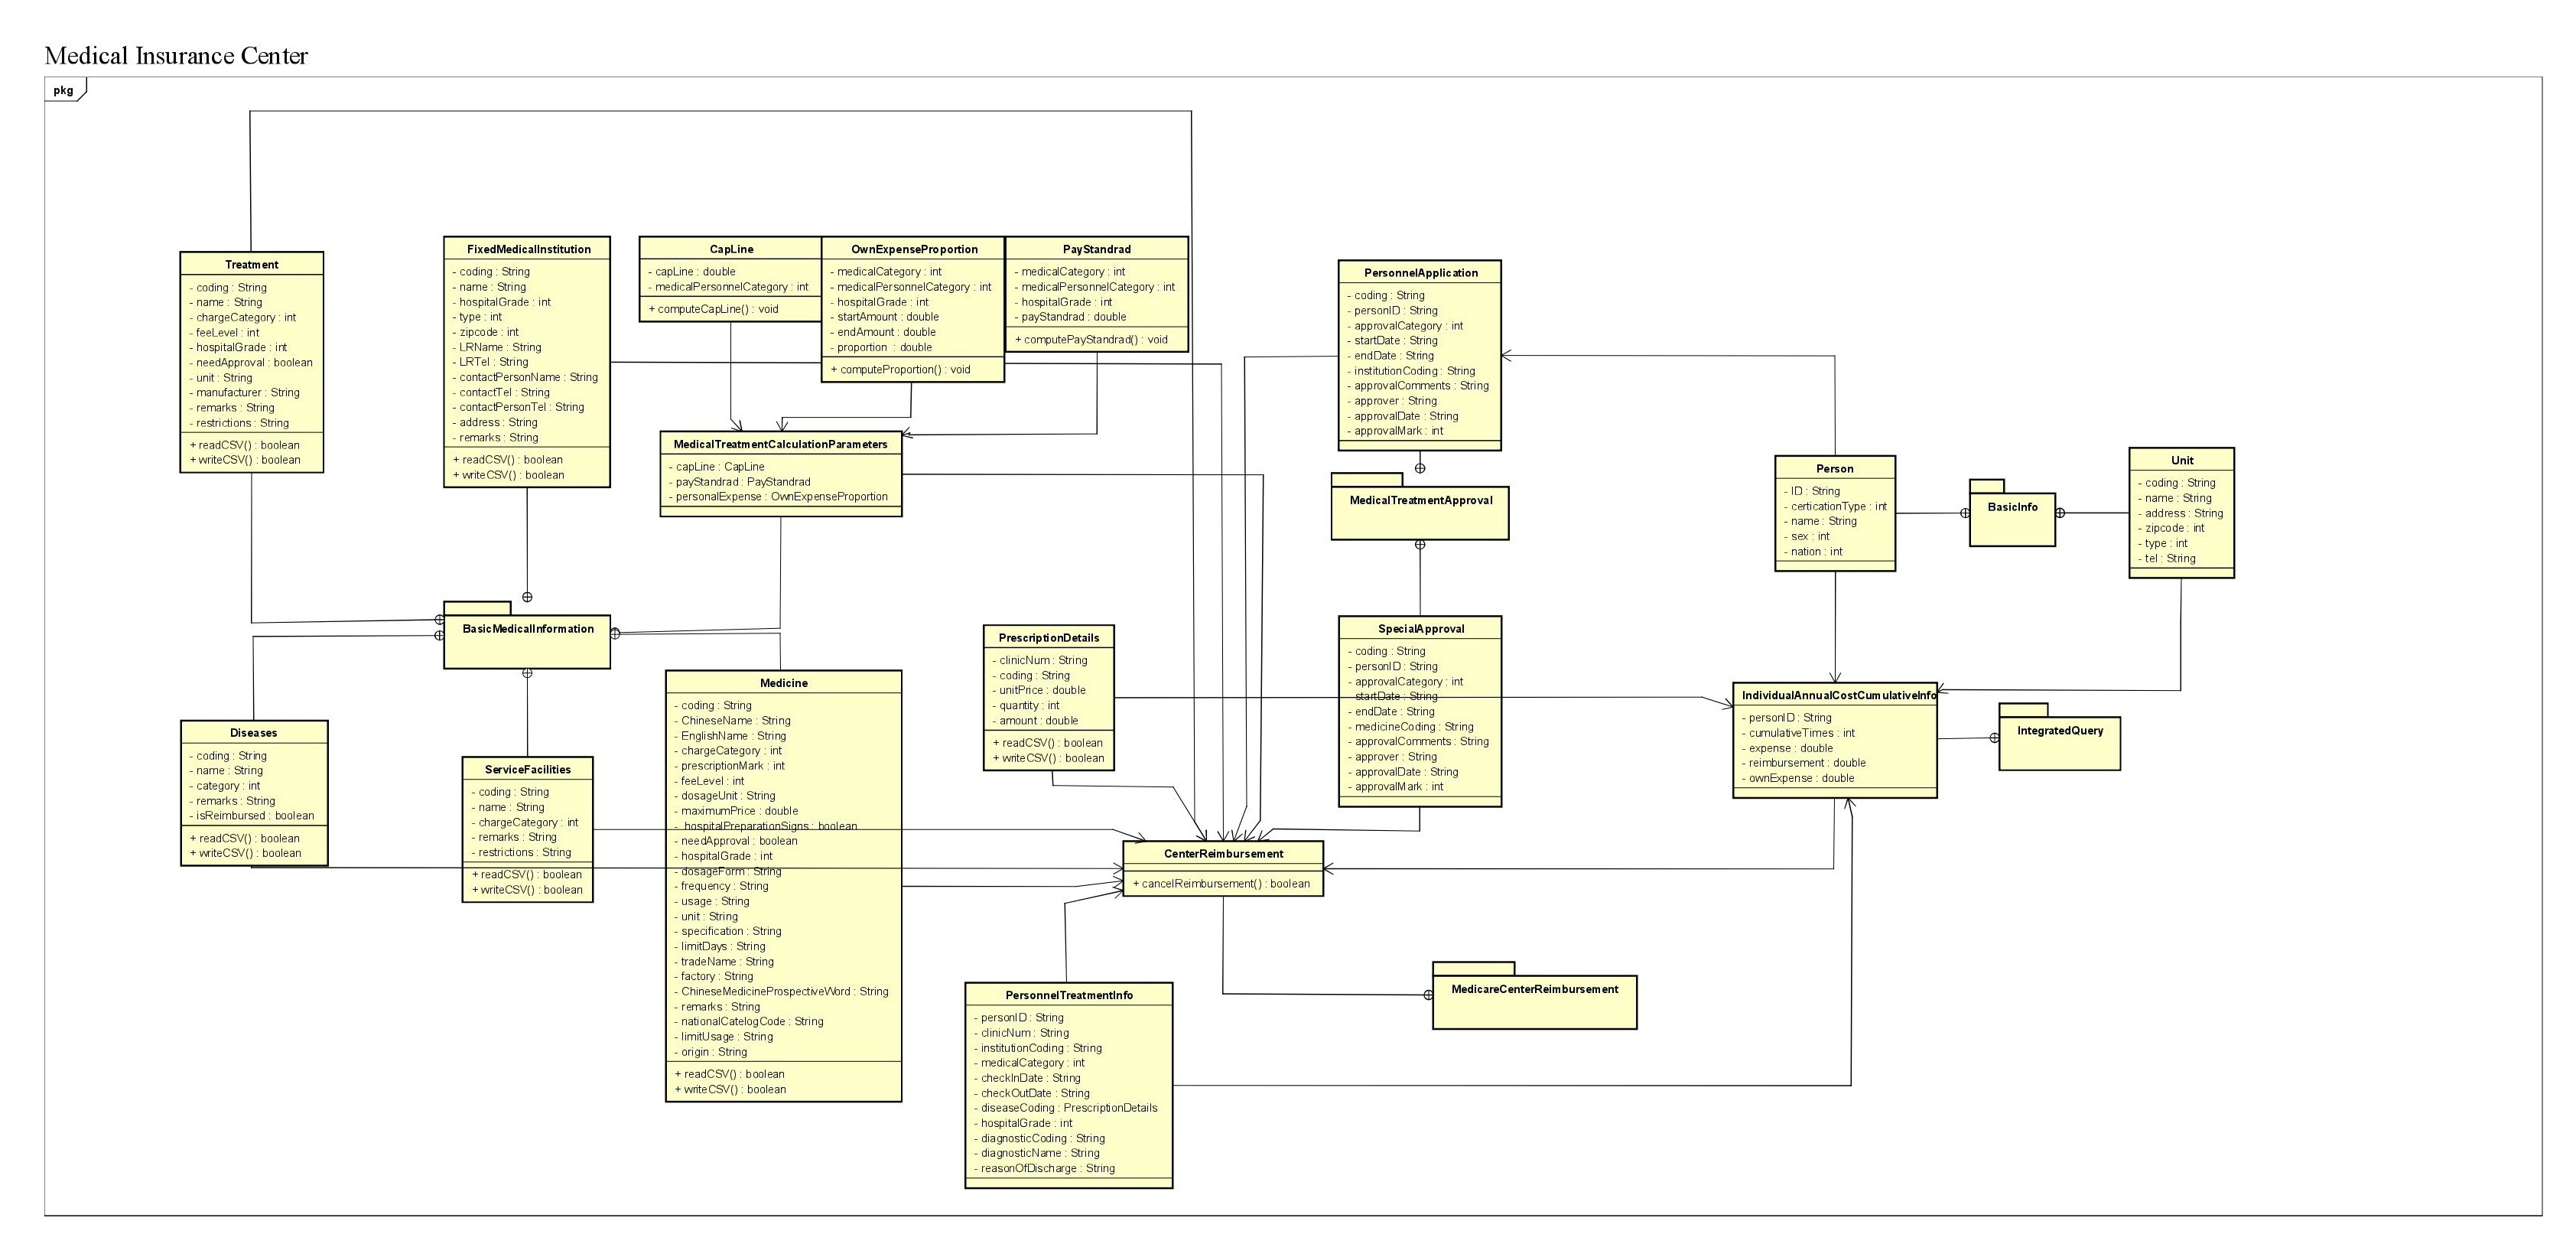 Medical Insurance Center
pkg
Treatment
- coding : String
- name : String
- chargeCategory : int
- feeLevel : int
- hospitalGrade : int
- needApproval : boolean
- unit : String
- manufacturer : String
- remarks : String
- restrictions : String
+ readCSV() : boolean
+ writeCSV() : boolean
FixedMedicalInstitution
- coding : String
- name : String
- hospitalGrade : int
- type : int
- zipcode : int
- LRName : String
- LRTel : String
- contactPersonName : String
- contactTel : String
- contactPersonTel : String
- address : String
- remarks : String
+ readCSV() : boolean
+ writeCSV() : boolean
CapLine
- capLine : double
- medicalPersonnelCategory : int
+ computeCapLine() : void
OwnExpenseProportion
- medicalCategory : int
- medicalPersonnelCategory : int
- hospitalGrade : int
- startAmount : double
- endAmount : double
- proportion : double
+ computeProportion() : void
PayStandrad
- medicalCategory : int
- medicalPersonnelCategory : int
- hospitalGrade : int
- payStandrad : double
+ computePayStandrad() : void
MedicalTreatmentCalculationParameters
- capLine : CapLine
- payStandrad : PayStandrad
- personalExpense : OwnExpenseProportion
PersonnelApplication
- coding : String
- personID : String
- approvalCategory : int
- startDate : String
- endDate : String
- institutionCoding : String
- approvalComments : String
- approver : String
- approvalDate : String
- approvalMark : int
MedicalTreatmentApproval
Person
- ID : String
- certicationType : int
- name : String
- sex : int
- nation : int
BasicInfo
Unit
- coding : String
- name : String
- address : String
- zipcode : int
- type : int
- tel : String
BasicMedicalInformation
PrescriptionDetails
- clinicNum : String
- coding : String
- unitPrice : double
- quantity : int
- amount : double
+ readCSV() : boolean
+ writeCSV() : boolean
SpecialApproval
- coding : String
- personID : String
- approvalCategory : int
- startDate : String
- endDate : String
- medicineCoding : String
- approvalComments : String
- approver : String
- approvalDate : String
- approvalMark : int
IndividualAnnualCostCumulativeInfo
- personID : String
- cumulativeTimes : int
- expense : double
- reimbursement : double
- ownExpense : double
IntegratedQuery
Diseases
- coding : String
- name : String
- category : int
- remarks : String
- isReimbursed : boolean
+ readCSV() : boolean
+ writeCSV() : boolean
ServiceFacilities
- coding : String
- name : String
- chargeCategory : int
- remarks : String
- restrictions : String
+ readCSV() : boolean
+ writeCSV() : boolean
Medicine
- coding : String
- ChineseName : String
- EnglishName : String
- chargeCategory : int
- prescriptionMark : int
- feeLevel : int
- dosageUnit : String
- maximumPrice : double
- hospitalPreparationSigns : boolean
- needApproval : boolean
- hospitalGrade : int
- dosageForm : String
- frequency : String
- usage : String
- unit : String
- specification : String
- limitDays : String
- tradeName : String
- factory : String
- ChineseMedicineProspectiveWord : String
- remarks : String
- nationalCatelogCode : String
- limitUsage : String
- origin : String
+ readCSV() : boolean
+ writeCSV() : boolean
CenterReimbursement
+ cancelReimbursement() : boolean
MedicareCenterReimbursement
PersonnelTreatmentInfo
- personID : String
- clinicNum : String
- institutionCoding : String
- medicalCategory : int
- checkInDate : String
- checkOutDate : String
- diseaseCoding : PrescriptionDetails
- hospitalGrade : int
- diagnosticCoding : String
- diagnosticName : String
- reasonOfDischarge : String